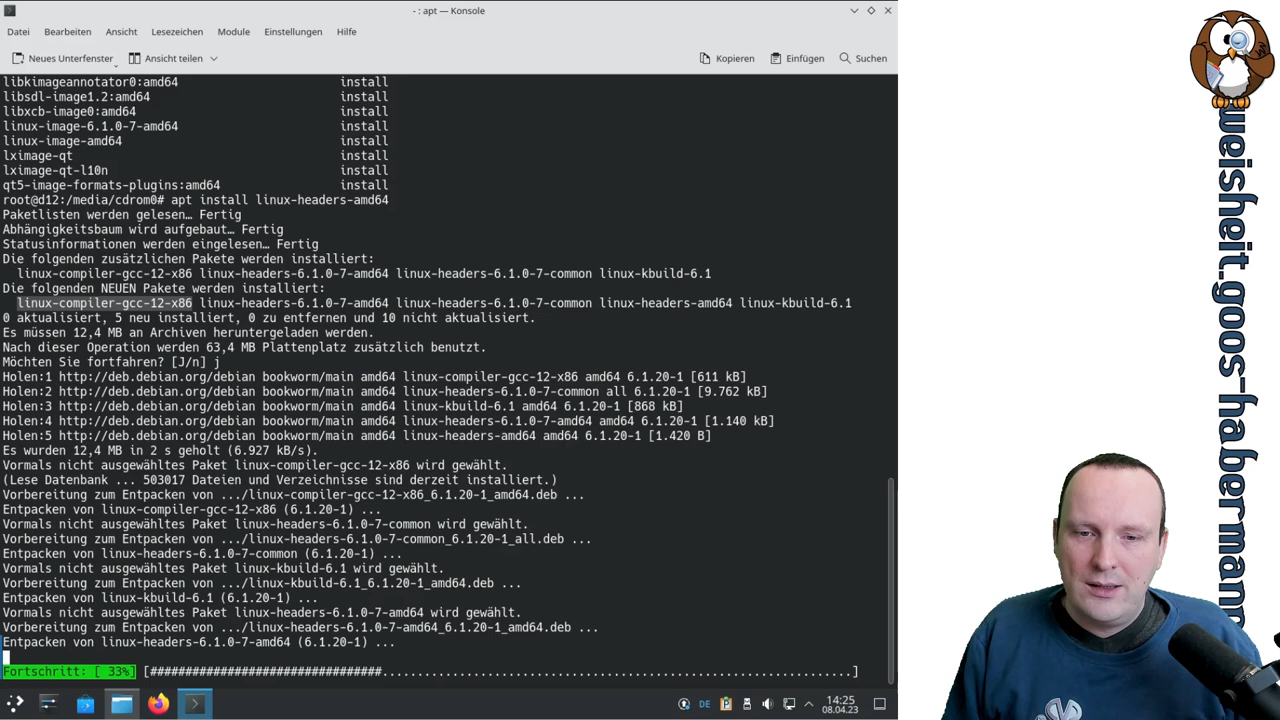 - : apt — Konsole
Datei Bearbeiten Ansicht Lesezeichen Module Einstellungen Hilfe
Neues Unterfenster Ansicht teilen Kopieren Einfügen Suchen
libkimageannotator0:amd64 install
libsdl-image1.2:amd64 install
libxcb-image0:amd64 install
linux-image-6.1.0-7-amd64 install
linux-image-amd64 install
lximage-qt install
lximage-qt-l10n install
qt5-image-formats-plugins:amd64 install
root@d12:/media/cdrom0# apt install linux-headers-amd64
Paketlisten werden gelesen… Fertig
Abhängigkeitsbaum wird aufgebaut… Fertig
Statusinformationen werden eingelesen… Fertig
Die folgenden zusätzlichen Pakete werden installiert:
linux-compiler-gcc-12-x86 linux-headers-6.1.0-7-amd64 linux-headers-6.1.0-7-common linux-kbuild-6.1
Die folgenden NEUEN Pakete werden installiert:
linux-compiler-gcc-12-x86 linux-headers-6.1.0-7-amd64 linux-headers-6.1.0-7-common linux-headers-amd64 linux-kbuild-6.1
0 aktualisiert, 5 neu installiert, 0 zu entfernen und 10 nicht aktualisiert.
Es müssen 12,4 MB an Archiven heruntergeladen werden.
Nach dieser Operation werden 63,4 MB Plattenplatz zusätzlich benutzt.
Möchten Sie fortfahren? [J/n] j
Holen:1 http://deb.debian.org/debian bookworm/main amd64 linux-compiler-gcc-12-x86 amd64 6.1.20-1 [611 kB]
Holen:2 http://deb.debian.org/debian bookworm/main amd64 linux-headers-6.1.0-7-common all 6.1.20-1 [9.762 kB]
Holen:3 http://deb.debian.org/debian bookworm/main amd64 linux-kbuild-6.1 amd64 6.1.20-1 [868 kB]
Holen:4 http://deb.debian.org/debian bookworm/main amd64 linux-headers-6.1.0-7-amd64 amd64 6.1.20-1 [1.140 kB]
Holen:5 http://deb.debian.org/debian bookworm/main amd64 linux-headers-amd64 amd64 6.1.20-1 [1.420 B]
Es wurden 12,4 MB in 2 s geholt (6.927 kB/s).
Vormals nicht ausgewähltes Paket linux-compiler-gcc-12-x86 wird gewählt.
(Lese Datenbank ... 503017 Dateien und Verzeichnisse sind derzeit installiert.)
Vorbereitung zum Entpacken von .../linux-compiler-gcc-12-x86_6.1.20-1_amd64.deb ...
Entpacken von linux-compiler-gcc-12-x86 (6.1.20-1) ...
Vormals nicht ausgewähltes Paket linux-headers-6.1.0-7-common wird gewählt.
Vorbereitung zum Entpacken von .../linux-headers-6.1.0-7-common_6.1.20-1_all.deb ...
Entpacken von linux-headers-6.1.0-7-common (6.1.20-1) ...
Vormals nicht ausgewähltes Paket linux-kbuild-6.1 wird gewählt.
Vorbereitung zum Entpacken von .../linux-kbuild-6.1_6.1.20-1_amd64.deb ...
Entpacken von linux-kbuild-6.1 (6.1.20-1) ...
Vormals nicht ausgewähltes Paket linux-headers-6.1.0-7-amd64 wird gewählt.
Vorbereitung zum Entpacken von .../linux-headers-6.1.0-7-amd64_6.1.20-1_amd64.deb ...
Entpacken von linux-headers-6.1.0-7-amd64 (6.1.20-1) ...
Fortschritt: [ 33%] [#################################...................................................................]
DE 14:25
08.04.23
weisheit.goos-habermann